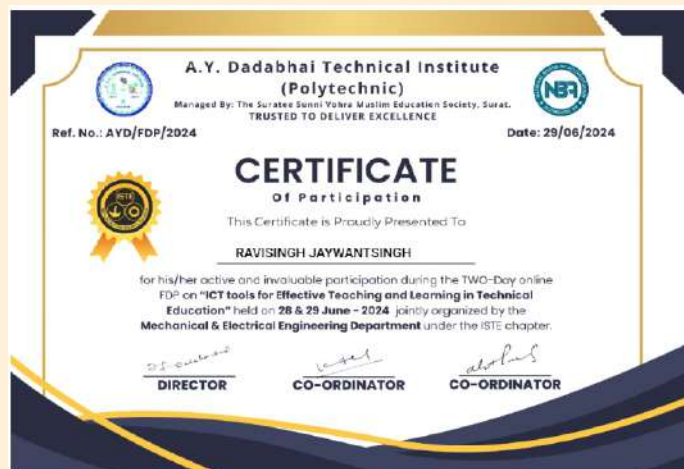 A.Y. Dadabhai Technical Institute
(Polytechnic)
Managed By: The Suratee Sunni Vohra Muslim Education Society, Surat.
TRUSTED TO DELIVER EXCELLENCE
NBA
Ref. No.: AYD/FDP/2024
Date: 29/06/2024
CERTIFICATE
Of Participation
ISTE
This Certificate is Proudly Presented To
RAVISINGH JAYWANTSINGH
for his/her active and invaluable participation during the TWO-Day online
FDP on "ICT tools for Effective Teaching and Learning in Technical
Education" held on 28 & 29 June - 2024 jointly organized by the
Mechanical & Electrical Engineering Department under the ISTE chapter.
DIRECTOR
CO-ORDINATOR
CO-ORDINATOR